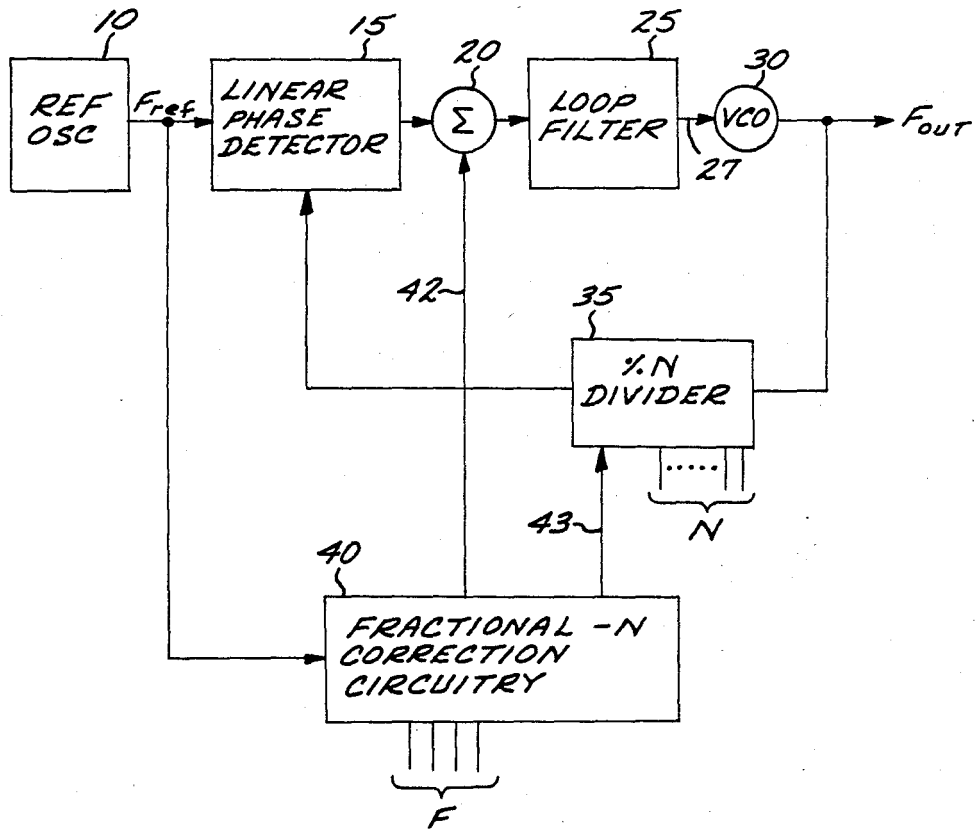 10
REF
OSC
Fref
15
LINEAR
PHASE
DETECTOR
20
Σ
25
LOOP
FILTER
27
30
VCO
FOUT
42
35
%N
DIVIDER
N
43
40
FRACTIONAL -N
CORRECTION
CIRCUITRY
F